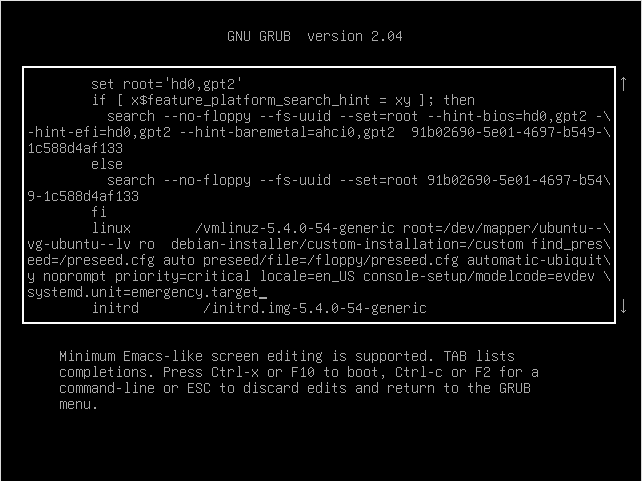 GNU GRUB version 2.04
set root='hd0,gpt2'
if [ x$feature_platform_search_hint = xy ]; then
search --no-floppy --fs-uuid --set=root --hint-bios=hd0,gpt2 -\
-hint-efi=hd0,gpt2 --hint-baremetal=ahci0,gpt2 91b02690-5e01-4697-b549-\
1c588d4af133
else
search --no-floppy --fs-uuid --set=root 91b02690-5e01-4697-b54\
9-1c588d4af133
fi
linux /vmlinuz-5.4.0-54-generic root=/dev/mapper/ubuntu--\
vg-ubuntu--lv ro debian-installer/custom-installation=/custom find_pres\
eed=/preseed.cfg auto preseed/file=/floppy/preseed.cfg automatic-ubiquit\
y noprompt priority=critical locale=en_US console-setup/modelcode=evdev \
systemd.unit=emergency.target_
initrd /initrd.img-5.4.0-54-generic
Minimum Emacs-like screen editing is supported. TAB lists
completions. Press Ctrl-x or F10 to boot, Ctrl-c or F2 for a
command-line or ESC to discard edits and return to the GRUB
menu.